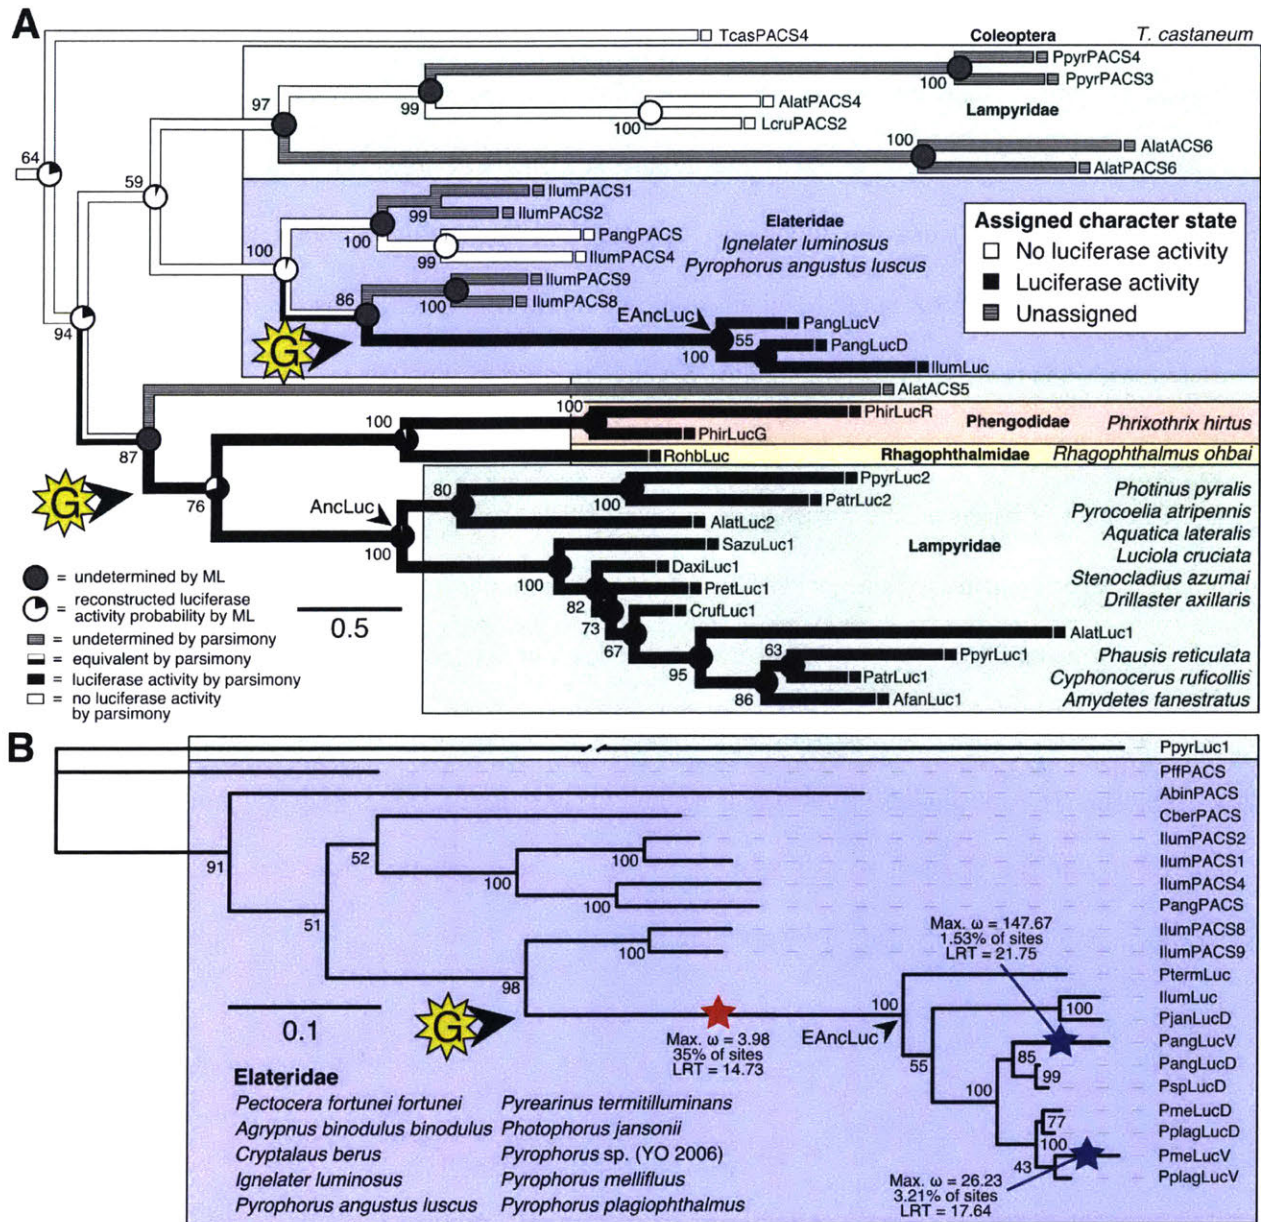 A
TcasPACS4
Coleoptera
T. castaneum
PpyrPACS4
PpyrPACS3
100
97
99
AlatPACS4
LcruPACS2
100
Lampyridae
100
AlatACS6
AlatPACS6
64
59
IlumPACS1
IlumPACS2
99
100
PangPACS
IlumPACS4
99
100
IlumPACS9
IlumPACS8
100
86
Elateridae
Ignelater luminosus
Pyrophorus angustus luscus
Assigned character state
No luciferase activity
Luciferase activity
Unassigned
94
G
EAncLuc
PangLucV
55
PangLucD
100
IlumLuc
AlatACS5
87
100
100
PhirLucR
PhirLucG
Phengodidae
Phrixothrix hirtus
RohbLuc
Rhagophthalmidae
Rhagophthalmus ohbai
G
76
AncLuc
100
80
PpyrLuc2
100
PatrLuc2
AlatLuc2
SazuLuc1
100
DaxiLuc1
PretLuc1
82
CrufLuc1
73
67
AlatLuc1
95
63
PpyrLuc1
PatrLuc1
86
AfanLuc1
Lampyridae
Photinus pyralis
Pyrocoelia atripennis
Aquatica lateralis
Luciola cruciata
Stenocladius azumai
Drillaster axillaris
Phausis reticulata
Cyphonocerus ruficollis
Amydetes fanestratus
= undetermined by ML
= reconstructed luciferase
activity probability by ML
= undetermined by parsimony
= equivalent by parsimony
= luciferase activity by parsimony
= no luciferase activity
by parsimony
0.5
B
PpyrLuc1
PffPACS
AbinPACS
CberPACS
IlumPACS2
IlumPACS1
IlumPACS4
PangPACS
IlumPACS8
IlumPACS9
PtermLuc
IlumLuc
PjanLucD
PangLucV
PangLucD
PspLucD
PmeLucD
PplagLucD
PmeLucV
PplagLucV
91
52
100
100
100
51
100
98
G
0.1
Max. ω = 3.98
35% of sites
LRT = 14.73
EAncLuc
100
100
55
Max. ω = 147.67
1.53% of sites
LRT = 21.75
85
99
100
77
100
43
Max. ω = 26.23
3.21% of sites
LRT = 17.64
Elateridae
Pectocera fortunei fortunei
Agrypnus binodulus binodulus
Cryptalaus berus
Ignelater luminosus
Pyrophorus angustus luscus
Pyrearinus termitilluminans
Photophorus jansonii
Pyrophorus sp. (YO 2006)
Pyrophorus mellifluus
Pyrophorus plagiophthalmus